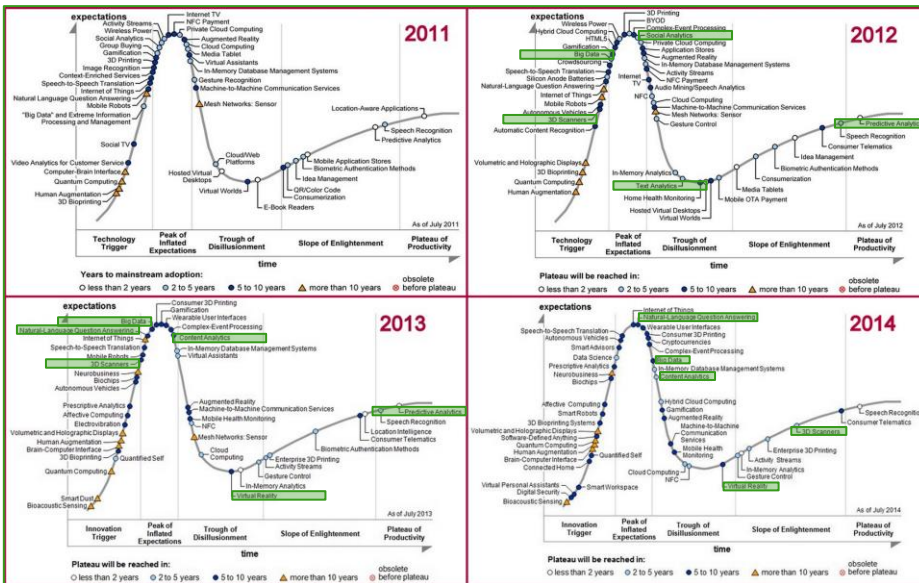 expectations
2011
Internet TV
NFC Payment
Activity Streams
Private Cloud Computing
Wireless Power
Augmented Reality
Social Analytics
Cloud Computing
Group Buying
Media Tablet
Gamification
Virtual Assistants
3D Printing
In-Memory Database Management Systems
Image Recognition
Context-Enriched Services
Gesture Recognition
Speech-to-Speech Translation
Machine-to-Machine Communication Services
Internet of Things
Natural Language Question Answering
Mesh Networks: Sensor
Mobile Robots
Location-Aware Applications
"Big Data" and Extreme Information
Processing and Management
Speech Recognition
Predictive Analytics
Social TV
Cloud/Web
Platforms
Mobile Application Stores
Video Analytics for Customer Service
Biometric Authentication Methods
Computer-Brain Interface
Hosted Virtual
Desktops
Idea Management
Quantum Computing
QR/Color Code
Human Augmentation
Virtual Worlds
Consumerization
3D Bioprinting
E-Book Readers
As of July 2011
Technology
Trigger
Peak of
Inflated
Expectations
Trough of
Disillusionment
Slope of Enlightenment
Plateau of
Productivity
time
Years to mainstream adoption:
less than 2 years
2 to 5 years
5 to 10 years
more than 10 years
obsolete
before plateau
expectations
2012
3D Printing
BYOD
Wireless Power
Complex-Event Processing
Hybrid Cloud Computing
Social Analytics
HTML5
Private Cloud Computing
Gamification
Application Stores
Big Data
Augmented Reality
Crowdsourcing
In-Memory Database Management Systems
Speech-to-Speech Translation
Activity Streams
Silicon Anode Batteries
Internet
TV
NFC Payment
Natural-Language Question Answering
Audio Mining/Speech Analytics
Internet of Things
NFC
Mobile Robots
Cloud Computing
Autonomous Vehicles
Machine-to-Machine Communication Services
3D Scanners
Mesh Networks: Sensor
Automatic Content Recognition
Gesture Control
Predictive Analytics
Speech Recognition
Consumer Telematics
Volumetric and Holographic Displays
Idea Management
3D Bioprinting
In-Memory Analytics
Biometric Authentication Methods
Quantum Computing
Text Analytics
Consumerization
Human Augmentation
Home Health Monitoring
Media Tablets
Hosted Virtual Desktops
Mobile OTA Payment
Virtual Worlds
As of July 2012
Technology
Trigger
Peak of
Inflated
Expectations
Trough of
Disillusionment
Slope of Enlightenment
Plateau of
Productivity
time
Plateau will be reached in:
less than 2 years
2 to 5 years
5 to 10 years
more than 10 years
obsolete
before plateau
expectations
2013
Consumer 3D Printing
Gamification
Big Data
Wearable User Interfaces
Natural-Language Question Answering
Complex-Event Processing
Internet of Things
Content Analytics
Speech-to-Speech Translation
In-Memory Database Management Systems
Mobile Robots
Virtual Assistants
3D Scanners
Neurobusiness
Biochips
Autonomous Vehicles
Predictive Analytics
Prescriptive Analytics
Augmented Reality
Speech Recognition
Affective Computing
Machine-to-Machine Communication Services
Location Intelligence
Electrovibration
Mobile Health Monitoring
Consumer Telematics
Volumetric and Holographic Displays
NFC
Biometric Authentication Methods
Human Augmentation
Mesh Networks: Sensor
Brain-Computer Interface
Cloud
Computing
3D Bioprinting
Quantified Self
Enterprise 3D Printing
Activity Streams
Quantum Computing
Gesture Control
In-Memory Analytics
Smart Dust
Virtual Reality
Bioacoustic Sensing
As of July 2013
Innovation
Trigger
Peak of
Inflated
Expectations
Trough of
Disillusionment
Slope of Enlightenment
Plateau of
Productivity
time
Plateau will be reached in:
less than 2 years
2 to 5 years
5 to 10 years
more than 10 years
obsolete
before plateau
expectations
2014
Internet of Things
Natural-Language Question Answering
Speech-to-Speech Translation
Wearable User Interfaces
Autonomous Vehicles
Consumer 3D Printing
Smart Advisors
Cryptocurrencies
Data Science
Complex-Event Processing
Prescriptive Analytics
Big Data
Neurobusiness
In-Memory Database Management Systems
Biochips
Content Analytics
Affective Computing
Hybrid Cloud Computing
Smart Robots
Gamification
Speech Recognition
3D Bioprinting Systems
Augmented Reality
Consumer Telematics
Volumetric and Holographic Displays
Machine-to-Machine
Communication
Services
3D Scanners
Software-Defined Anything
Quantum Computing
Mobile Health
Monitoring
Enterprise 3D Printing
Human Augmentation
Activity Streams
Brain-Computer Interface
Connected Home
Cloud Computing
In-Memory Analytics
NFC
Gesture Control
Virtual Personal Assistants
Smart Workspace
Virtual Reality
Digital Security
Bioacoustic Sensing
As of July 2014
Innovation
Trigger
Peak of
Inflated
Expectations
Trough of
Disillusionment
Slope of Enlightenment
Plateau of
Productivity
time
Plateau will be reached in:
less than 2 years
2 to 5 years
5 to 10 years
more than 10 years
obsolete
before plateau